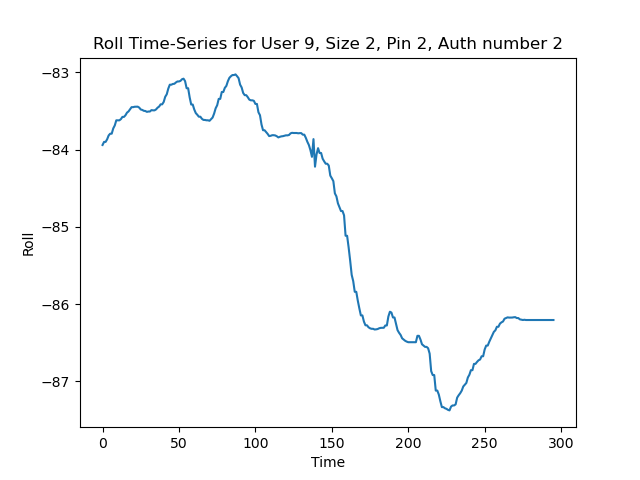 Roll Time-Series for User 9, Size 2, Pin 2, Auth number 2
−83
−84
−85
−86
−87
Roll
0 50 100 150 200 250 300
Time